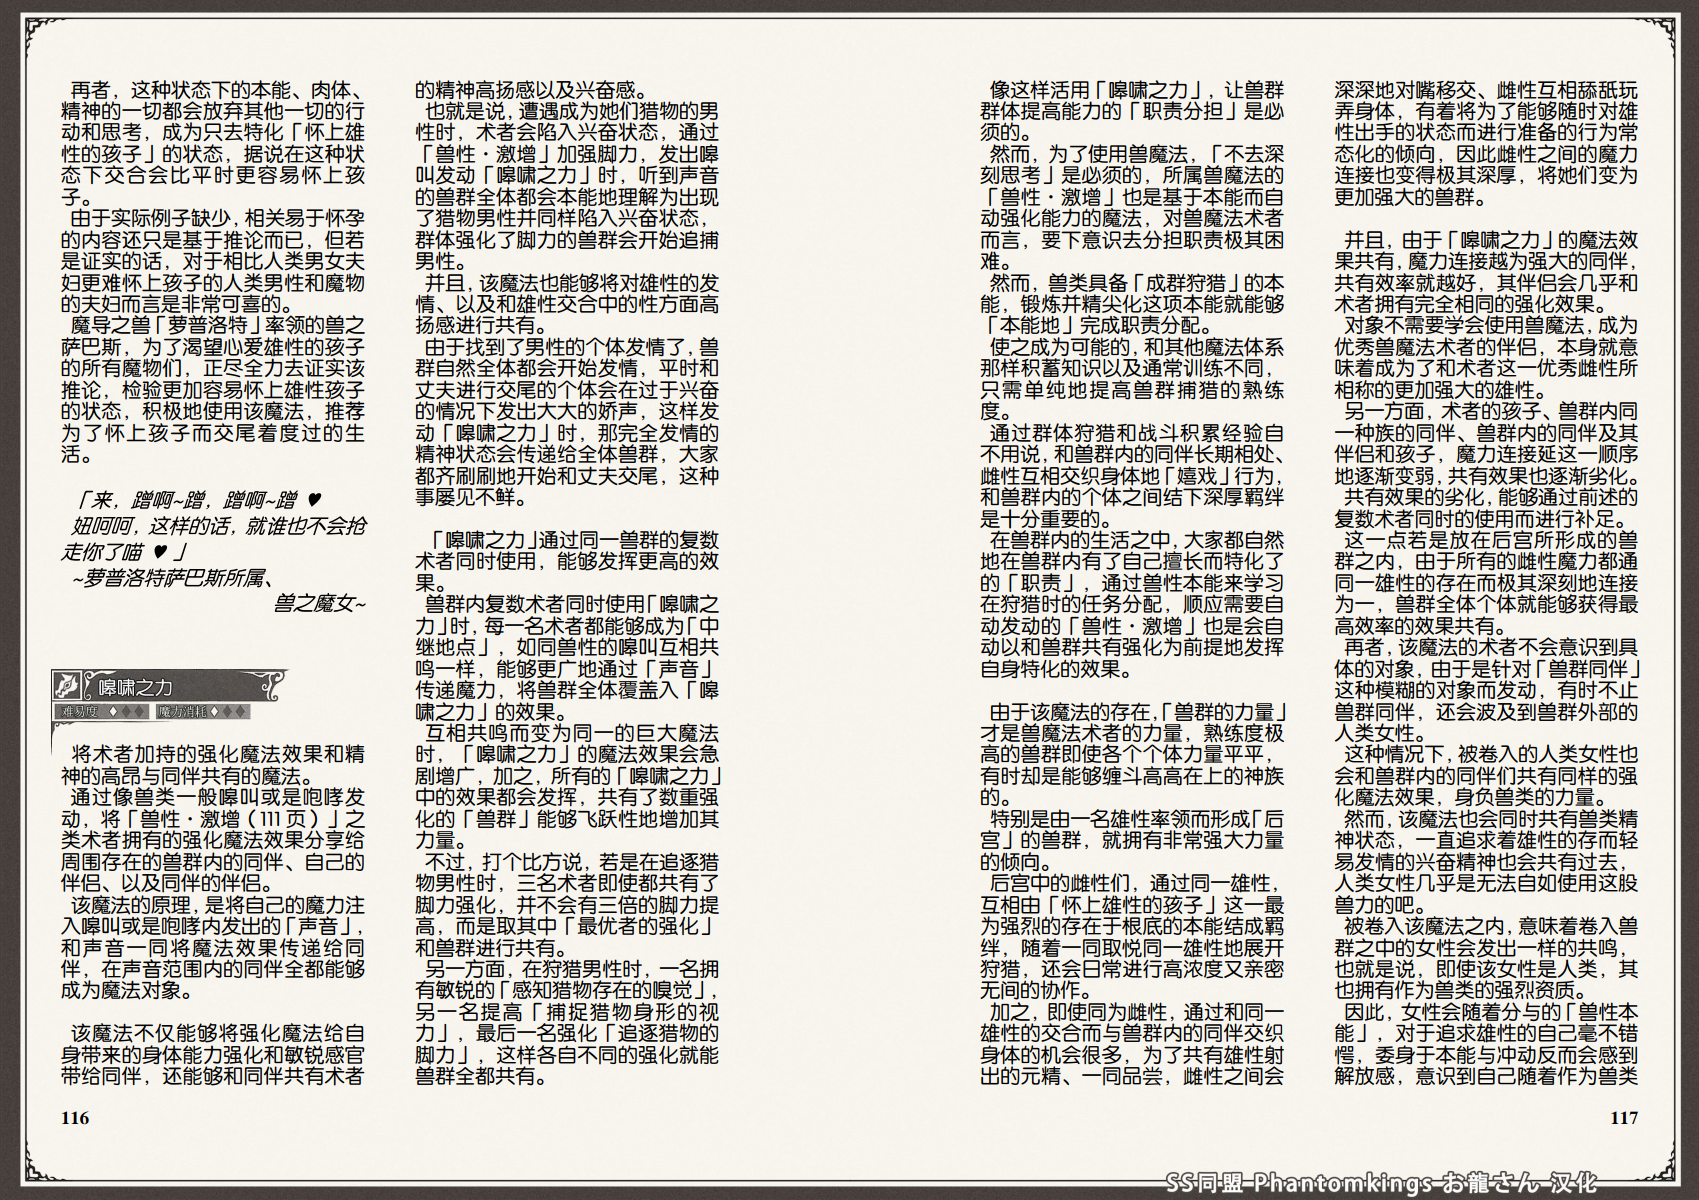 再者，这种状态下的本能、肉体、
精神的一切都会放弃其他一切的行
动和思考，成为只去特化「怀上雄
性的孩子」的状态，据说在这种状
态下交合会比平时更容易怀上孩
子。
由于实际例子缺少，相关易于怀孕
的内容还只是基于推论而已，但若
是证实的话，对于相比人类男女夫
妇更难怀上孩子的人类男性和魔物
的夫妇而言是非常可喜的。
魔导之兽「萝普洛特」率领的兽之
萨巴斯，为了渴望心爱雄性的孩子
的所有魔物们，正尽全力去证实该
推论，检验更加容易怀上雄性孩子
的状态，积极地使用该魔法，推荐
为了怀上孩子而交尾着度过的生
活。
「来，蹭啊~蹭，蹭啊~蹭 ♥
妞呵呵，这样的话，就谁也不会抢
走你了喵 ♥ 」
~萝普洛特萨巴斯所属、
兽之魔女~
嗥啸之力
难易度 ◆◆◆ 魔力消耗 ◆◆◆
将术者加持的强化魔法效果和精
神的高昂与同伴共有的魔法。
通过像兽类一般嗥叫或是咆哮发
动，将「兽性・激增（111 页）」之
类术者拥有的强化魔法效果分享给
周围存在的兽群内的同伴、自己的
伴侣、以及同伴的伴侣。
该魔法的原理，是将自己的魔力注
入嗥叫或是咆哮内发出的「声音」，
和声音一同将魔法效果传递给同
伴，在声音范围内的同伴全都能够
成为魔法对象。
该魔法不仅能够将强化魔法给自
身带来的身体能力强化和敏锐感官
带给同伴，还能够和同伴共有术者
的精神高扬感以及兴奋感。
也就是说，遭遇成为她们猎物的男
性时，术者会陷入兴奋状态，通过
「兽性・激增」加强脚力，发出嗥
叫发动「嗥啸之力」时，听到声音
的兽群全体都会本能地理解为出现
了猎物男性并同样陷入兴奋状态，
群体强化了脚力的兽群会开始追捕
男性。
并且，该魔法也能够将对雄性的发
情、以及和雄性交合中的性方面高
扬感进行共有。
由于找到了男性的个体发情了，兽
群自然全体都会开始发情，平时和
丈夫进行交尾的个体会在过于兴奋
的情况下发出大大的娇声，这样发
动「嗥啸之力」时，那完全发情的
精神状态会传递给全体兽群，大家
都齐刷刷地开始和丈夫交尾，这种
事屡见不鲜。
「嗥啸之力」通过同一兽群的复数
术者同时使用，能够发挥更高的效
果。
兽群内复数术者同时使用「嗥啸之
力」时，每一名术者都能够成为「中
继地点」，如同兽性的嗥叫互相共
鸣一样，能够更广地通过「声音」
传递魔力，将兽群全体覆盖入「嗥
啸之力」的效果。
互相共鸣而变为同一的巨大魔法
时，「嗥啸之力」的魔法效果会急
剧增广，加之，所有的「嗥啸之力」
中的效果都会发挥，共有了数重强
化的「兽群」能够飞跃性地增加其
力量。
不过，打个比方说，若是在追逐猎
物男性时，三名术者即使都共有了
脚力强化，并不会有三倍的脚力提
高，而是取其中「最优者的强化」
和兽群进行共有。
另一方面，在狩猎男性时，一名拥
有敏锐的「感知猎物存在的嗅觉」，
另一名提高「捕捉猎物身形的视
力」，最后一名强化「追逐猎物的
脚力」，这样各自不同的强化就能
兽群全都共有。
116
像这样活用「嗥啸之力」，让兽群
群体提高能力的「职责分担」是必
须的。
然而，为了使用兽魔法，「不去深
刻思考」是必须的，所属兽魔法的
「兽性・激增」也是基于本能而自
动强化能力的魔法，对兽魔法术者
而言，要下意识去分担职责极其困
难。
然而，兽类具备「成群狩猎」的本
能，锻炼并精尖化这项本能就能够
「本能地」完成职责分配。
使之成为可能的，和其他魔法体系
那样积蓄知识以及通常训练不同，
只需单纯地提高兽群捕猎的熟练
度。
通过群体狩猎和战斗积累经验自
不用说，和兽群内的同伴长期相处、
雌性互相交织身体地「嬉戏」行为，
和兽群内的个体之间结下深厚羁绊
是十分重要的。
在兽群内的生活之中，大家都自然
地在兽群内有了自己擅长而特化了
的「职责」，通过兽性本能来学习
在狩猎时的任务分配，顺应需要自
动发动的「兽性・激增」也是会自
动以和兽群共有强化为前提地发挥
自身特化的效果。
由于该魔法的存在，「兽群的力量」
才是兽魔法术者的力量，熟练度极
高的兽群即使各个个体力量平平，
有时却是能够缠斗高高在上的神族
的。
特别是由一名雄性率领而形成「后
宫」的兽群，就拥有非常强大力量
的倾向。
后宫中的雌性们，通过同一雄性，
互相由「怀上雄性的孩子」这一最
为强烈的存在于根底的本能结成羁
绊，随着一同取悦同一雄性地展开
狩猎，还会日常进行高浓度又亲密
无间的协作。
加之，即使同为雌性，通过和同一
雄性的交合而与兽群内的同伴交织
身体的机会很多，为了共有雄性射
出的元精、一同品尝，雌性之间会
深深地对嘴移交、雌性互相舔舐玩
弄身体，有着将为了能够随时对雄
性出手的状态而进行准备的行为常
态化的倾向，因此雌性之间的魔力
连接也变得极其深厚，将她们变为
更加强大的兽群。
并且，由于「嗥啸之力」的魔法效
果共有，魔力连接越为强大的同伴，
共有效率就越好，其伴侣会几乎和
术者拥有完全相同的强化效果。
对象不需要学会使用兽魔法，成为
优秀兽魔法术者的伴侣，本身就意
味着成为了和术者这一优秀雌性所
相称的更加强大的雄性。
另一方面，术者的孩子、兽群内同
一种族的同伴、兽群内的同伴及其
伴侣和孩子，魔力连接延这一顺序
地逐渐变弱，共有效果也逐渐劣化。
共有效果的劣化，能够通过前述的
复数术者同时的使用而进行补足。
这一点若是放在后宫所形成的兽
群之内，由于所有的雌性魔力都通
同一雄性的存在而极其深刻地连接
为一，兽群全体个体就能够获得最
高效率的效果共有。
再者，该魔法的术者不会意识到具
体的对象，由于是针对「兽群同伴」
这种模糊的对象而发动，有时不止
兽群同伴，还会波及到兽群外部的
人类女性。
这种情况下，被卷入的人类女性也
会和兽群内的同伴们共有同样的强
化魔法效果，身负兽类的力量。
然而，该魔法也会同时共有兽类精
神状态，一直追求着雄性的存而轻
易发情的兴奋精神也会共有过去，
人类女性几乎是无法自如使用这股
兽力的吧。
被卷入该魔法之内，意味着卷入兽
群之中的女性会发出一样的共鸣，
也就是说，即使该女性是人类，其
也拥有作为兽类的强烈资质。
因此，女性会随着分与的「兽性本
能」，对于追求雄性的自己毫不错
愕，委身于本能与冲动反而会感到
解放感，意识到自己随着作为兽类
117
SS同盟 Phantomkings お龍さん 汉化